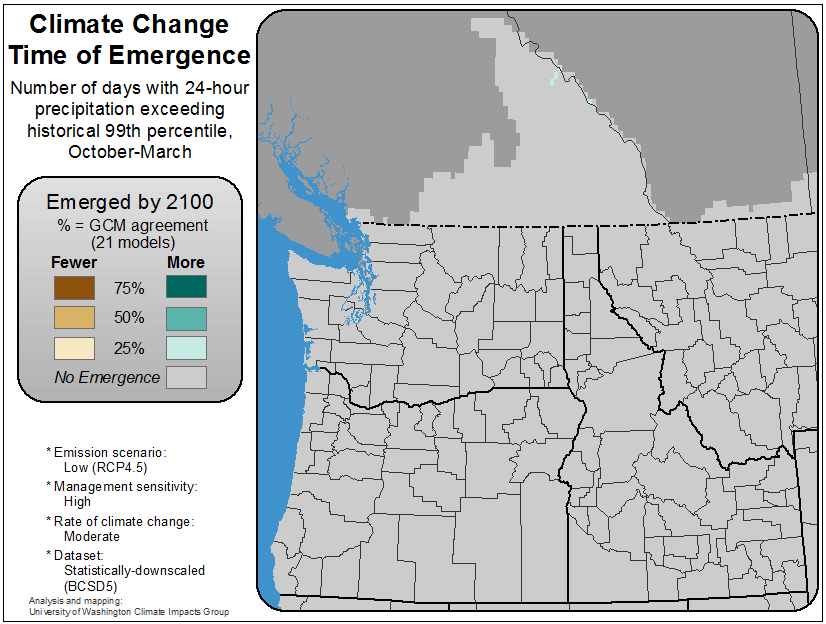 Climate Change
Time of Emergence
Number of days with 24-hour
precipitation exceeding
historical 99th percentile,
October-March
Emerged by 2100
% = GCM agreement
(21 models)
Fewer More
75%
50%
25%
No Emergence
* Emission scenario:
Low (RCP4.5)
* Management sensitivity:
High
* Rate of climate change:
Moderate
* Dataset:
Statistically-downscaled
(BCSD5)
Analysis and mapping:
University of Washington Climate Impacts Group